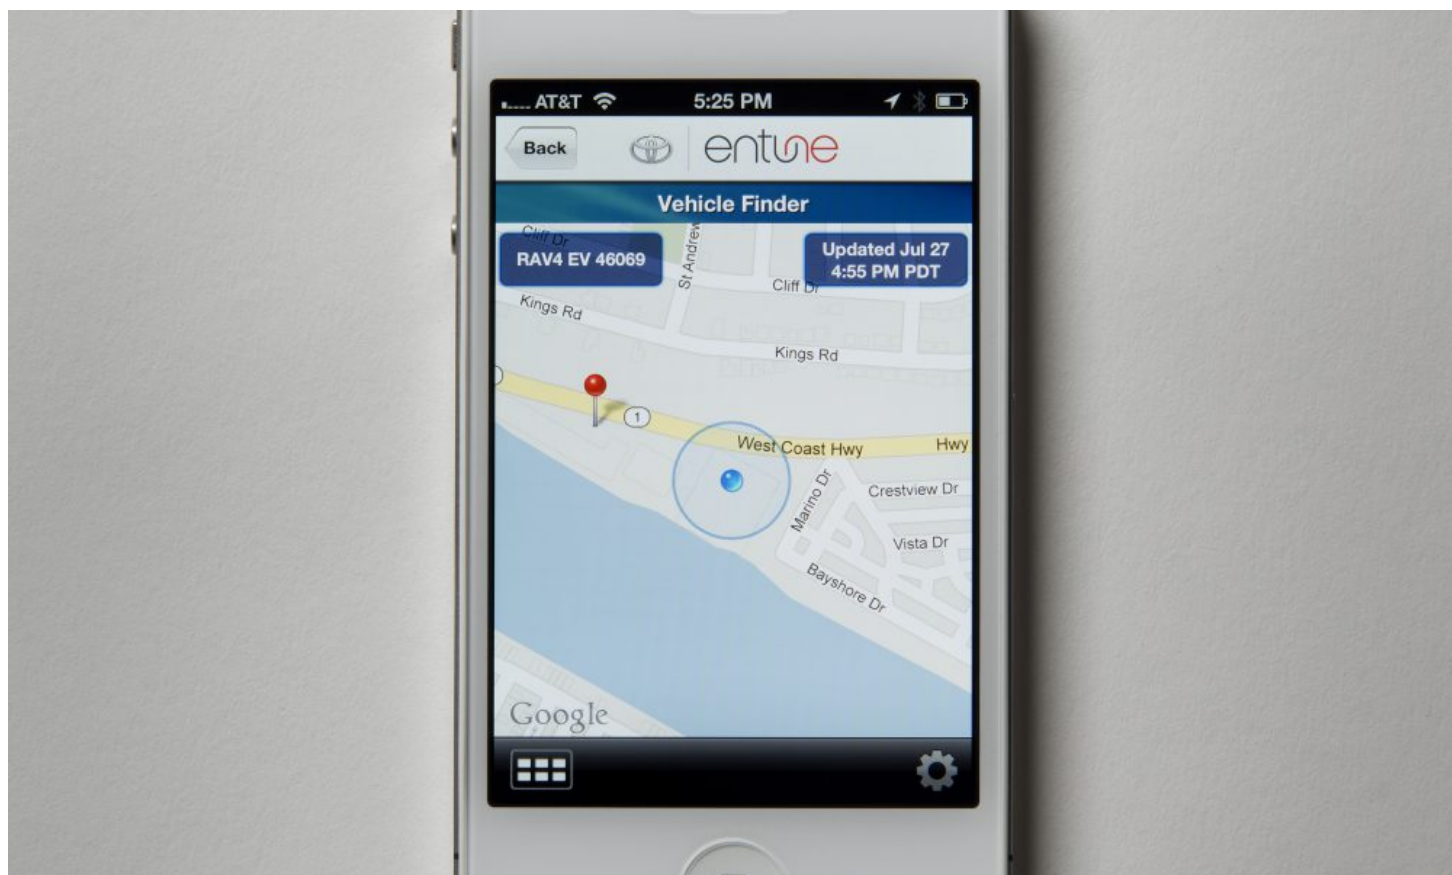 AT&T 5:25 PM
Back entune
Vehicle Finder
Cliff Dr
RAV4 EV 46069
St Andrew
Updated Jul 27
4:55 PM PDT
Cliff Dr
Kings Rd
Kings Rd
1
West Coast Hwy
Hwy
Marino Dr
Crestview Dr
Vista Dr
Bayshore Dr
Google